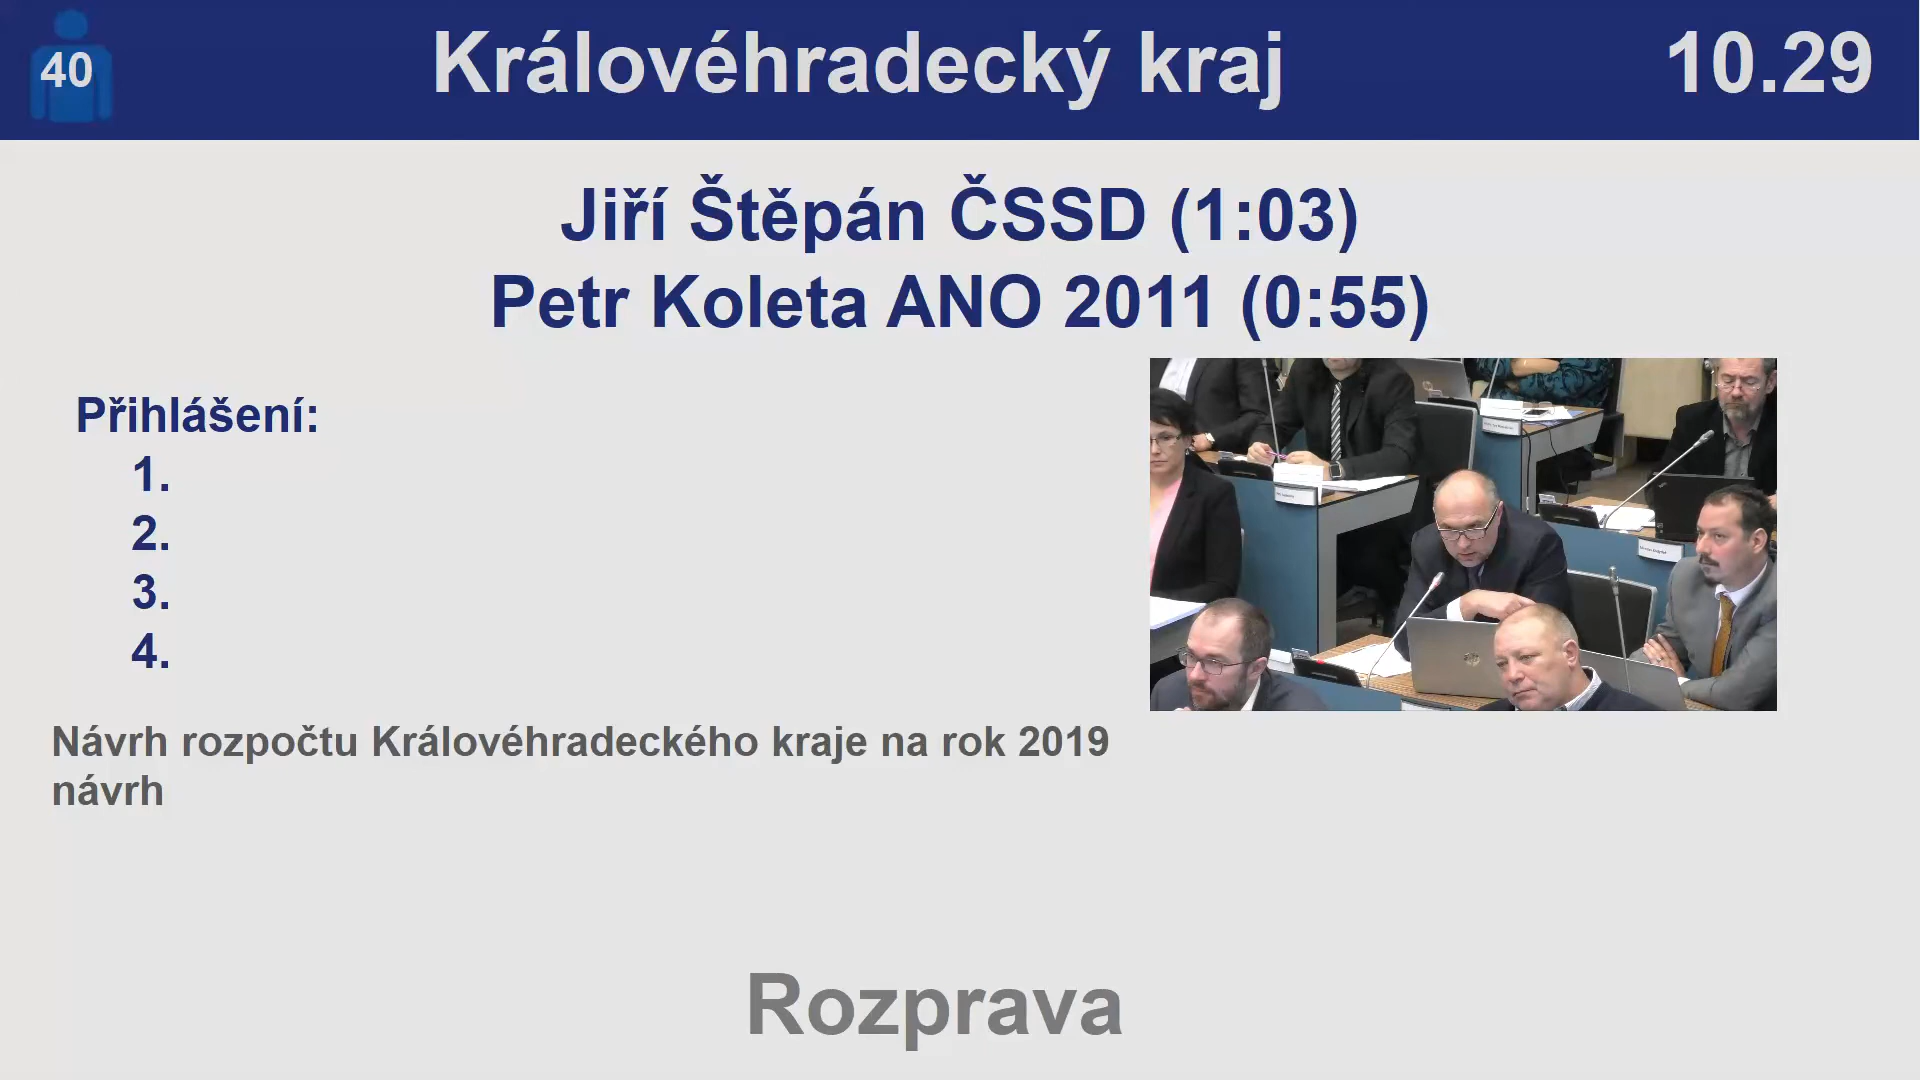 40
Královéhradecký kraj
10.29
Jiří Štěpán ČSSD (1:03)
Petr Koleta ANO 2011 (0:55)
Přihlášení:
1.
2.
3.
4.
Návrh rozpočtu Královéhradeckého kraje na rok 2019
návrh
Rozprava